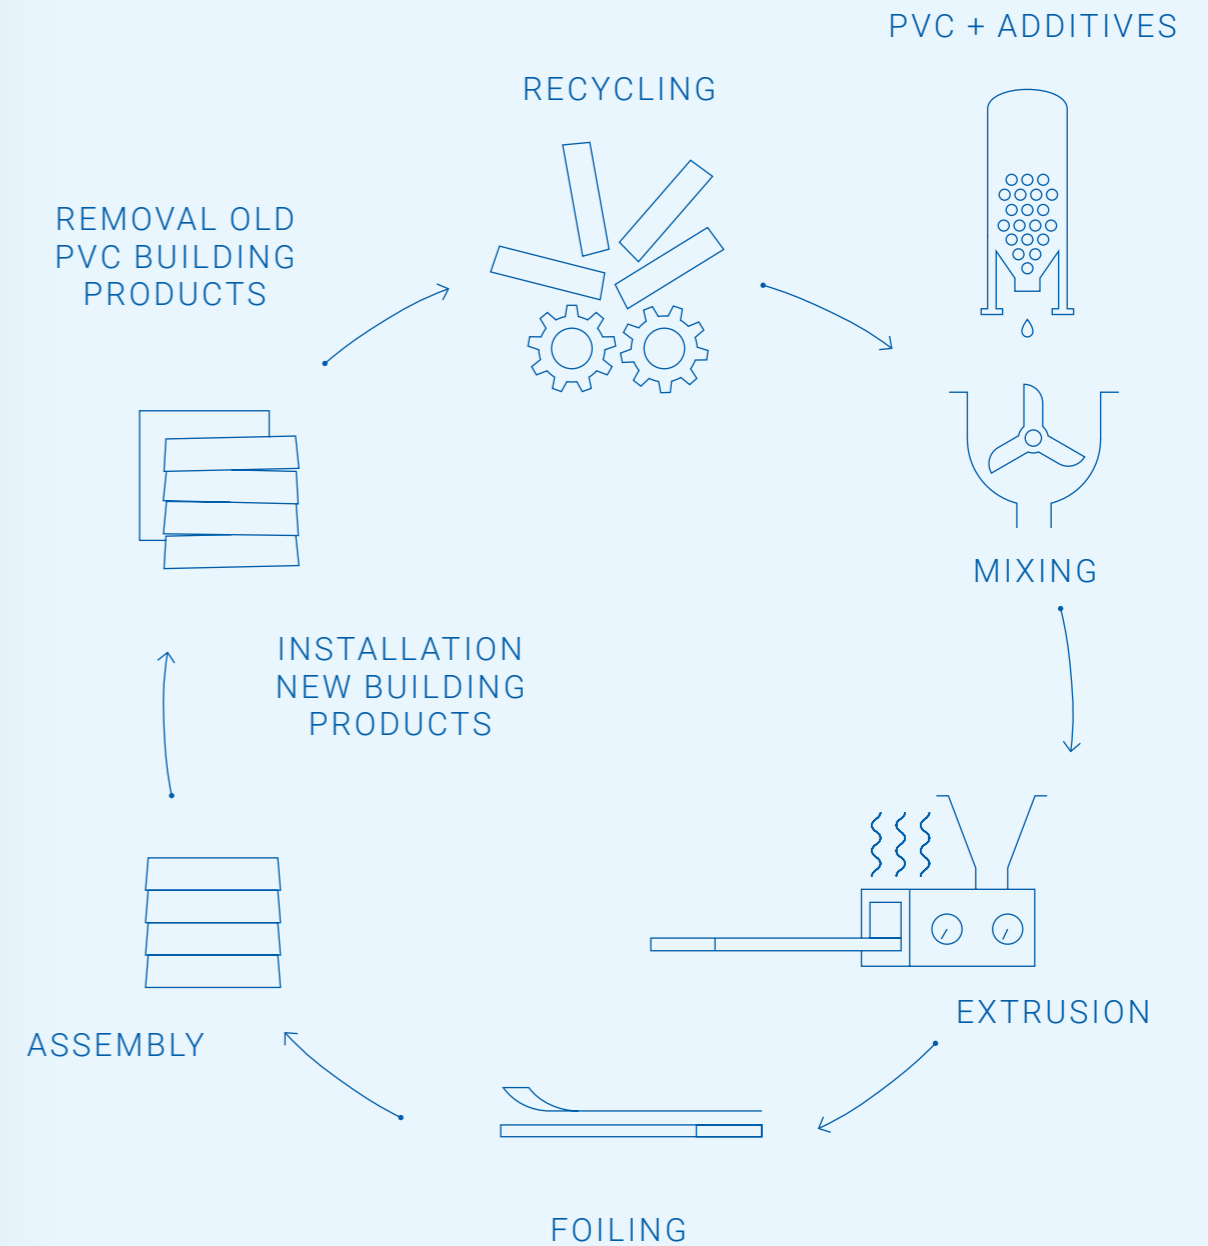 PVC + ADDITIVES
RECYCLING
REMOVAL OLD
PVC BUILDING
PRODUCTS
MIXING
INSTALLATION
NEW BUILDING
PRODUCTS
EXTRUSION
ASSEMBLY
FOILING